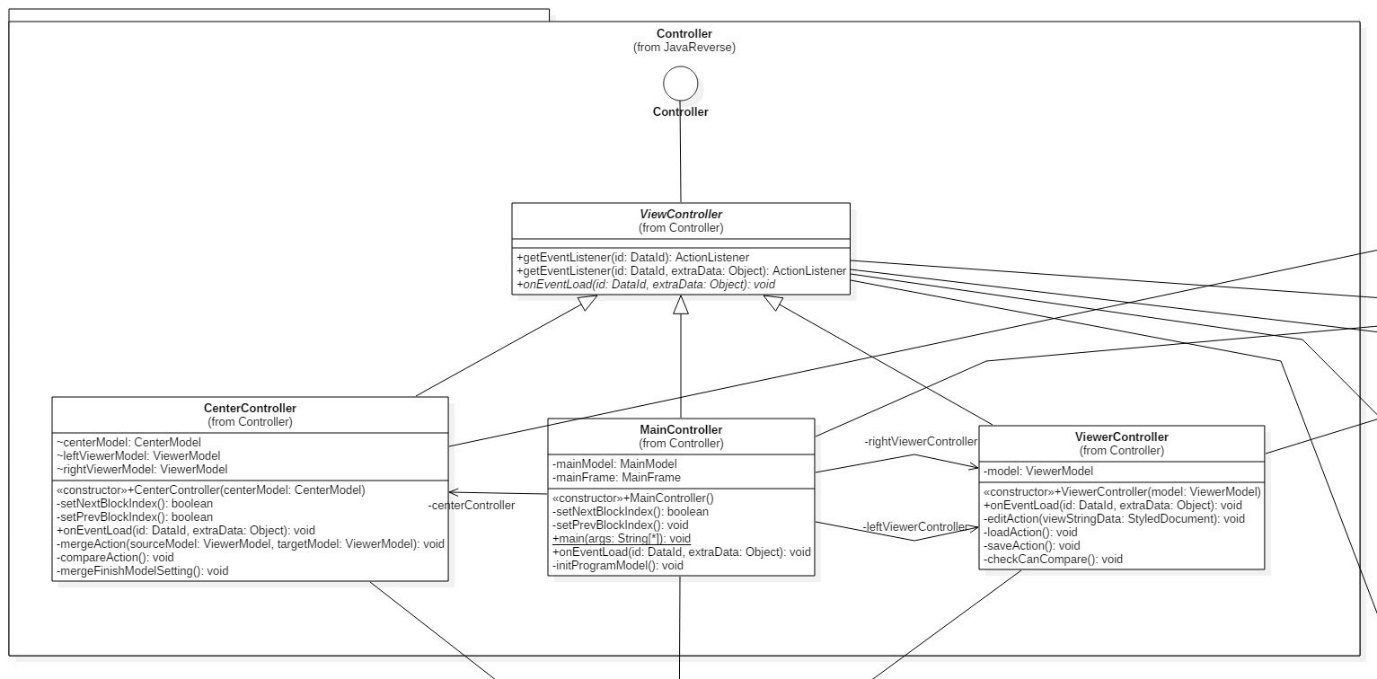 Controller
(from JavaReverse)
Controller
ViewController
(from Controller)
+getEventListener(id: DataId): ActionListener
+getEventListener(id: DataId, extraData: Object): ActionListener
+onEventLoad(id: DataId, extraData: Object): void
CenterController
(from Controller)
~centerModel: CenterModel
~leftViewerModel: ViewerModel
~rightViewerModel: ViewerModel
«constructor»+CenterController(centerModel: CenterModel)
-setNextBlockIndex(): boolean
-setPrevBlockIndex(): boolean
+onEventLoad(id: DataId, extraData: Object): void
-mergeAction(sourceModel: ViewerModel, targetModel: ViewerModel): void
-compareAction(): void
-mergeFinishModelSetting(): void
-centerController
MainController
(from Controller)
-mainModel: MainModel
-mainFrame: MainFrame
«constructor»+MainController()
-setNextBlockIndex(): boolean
-setPrevBlockIndex(): void
+main(args: String[*]): void
+onEventLoad(id: DataId, extraData: Object): void
-initProgramModel(): void
-rightViewerController
-leftViewerController
ViewerController
(from Controller)
-model: ViewerModel
«constructor»+ViewerController(model: ViewerModel)
+onEventLoad(id: DataId, extraData: Object): void
-editAction(viewStringData: StyledDocument): void
-loadAction(): void
-saveAction(): void
-checkCanCompare(): void